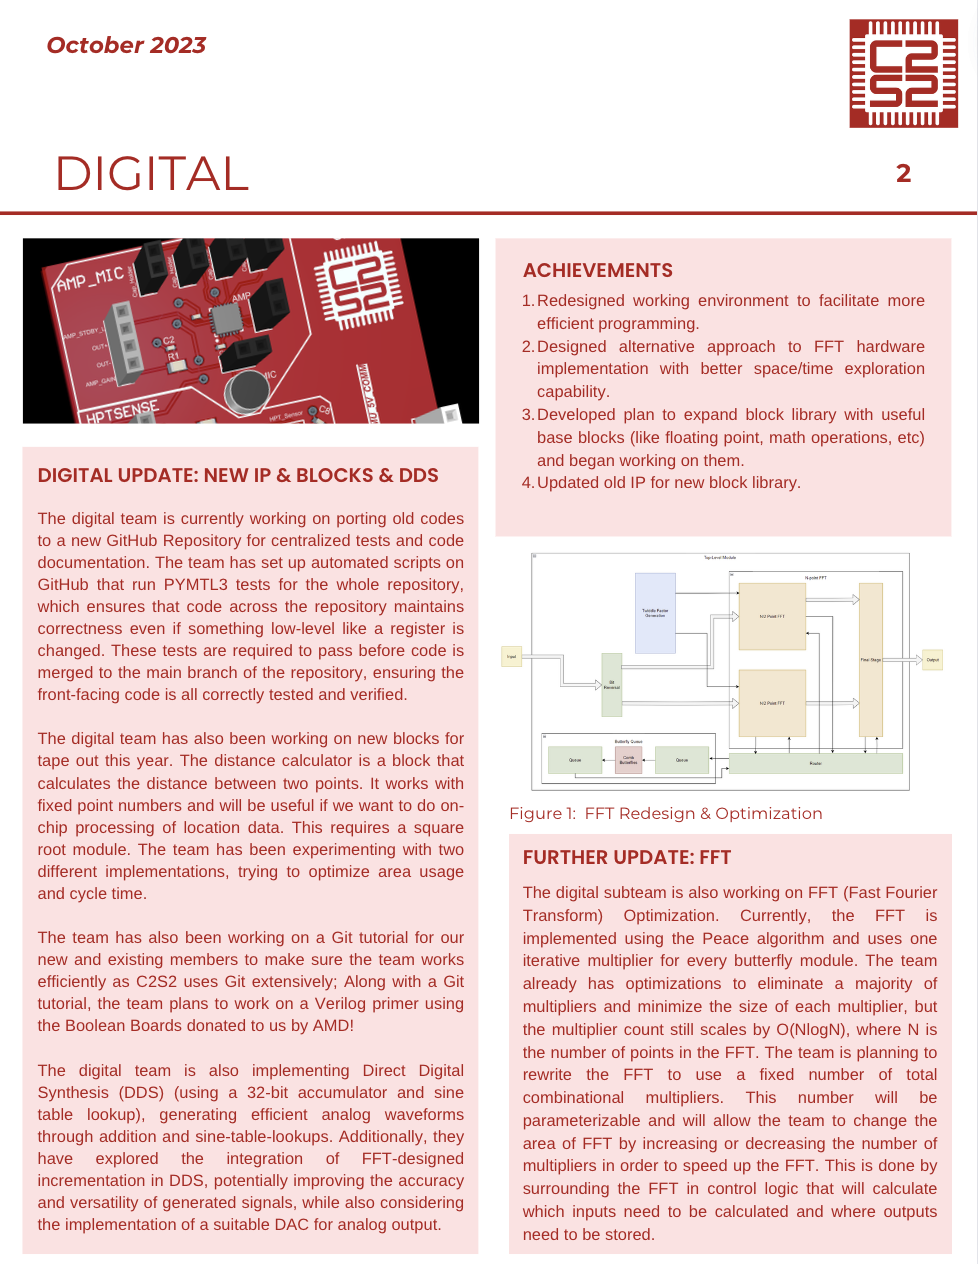 October 2023
C2
S2
DIGITAL
2
AMP_MIC
AMP
C2
S2
AMP_STDBY_L
OUT+
OUT-
AMP_GAIN
C2
R1
MIC
HPTSENSE
HPT_Sensor
C8
MU_5V_COMM
DIGITAL UPDATE: NEW IP & BLOCKS & DDS
The digital team is currently working on porting old codes
to a new GitHub Repository for centralized tests and code
documentation. The team has set up automated scripts on
GitHub that run PYMTL3 tests for the whole repository,
which ensures that code across the repository maintains
correctness even if something low-level like a register is
changed. These tests are required to pass before code is
merged to the main branch of the repository, ensuring the
front-facing code is all correctly tested and verified.
The digital team has also been working on new blocks for
tape out this year. The distance calculator is a block that
calculates the distance between two points. It works with
fixed point numbers and will be useful if we want to do on-
chip processing of location data. This requires a square
root module. The team has been experimenting with two
different implementations, trying to optimize area usage
and cycle time.
The team has also been working on a Git tutorial for our
new and existing members to make sure the team works
efficiently as C2S2 uses Git extensively; Along with a Git
tutorial, the team plans to work on a Verilog primer using
the Boolean Boards donated to us by AMD!
The digital team is also implementing Direct Digital
Synthesis (DDS) (using a 32-bit accumulator and sine
table lookup), generating efficient analog waveforms
through addition and sine-table-lookups. Additionally, they
have explored the integration of FFT-designed
incrementation in DDS, potentially improving the accuracy
and versatility of generated signals, while also considering
the implementation of a suitable DAC for analog output.
ACHIEVEMENTS
1. Redesigned working environment to facilitate more
efficient programming.
2. Designed alternative approach to FFT hardware
implementation with better space/time exploration
capability.
3. Developed plan to expand block library with useful
base blocks (like floating point, math operations, etc)
and began working on them.
4. Updated old IP for new block library.
Top-Level Module
N-point FFT
Twiddle Factor
Generation
N/2 Point FFT
Input
Bit
Reversal
Final Stage
Output
N/2 Point FFT
Butterfly Queue
Queue
Comb
Butterflies
Queue
Router
Figure 1: FFT Redesign & Optimization
FURTHER UPDATE: FFT
The digital subteam is also working on FFT (Fast Fourier
Transform) Optimization. Currently, the FFT is
implemented using the Peace algorithm and uses one
iterative multiplier for every butterfly module. The team
already has optimizations to eliminate a majority of
multipliers and minimize the size of each multiplier, but
the multiplier count still scales by O(NlogN), where N is
the number of points in the FFT. The team is planning to
rewrite the FFT to use a fixed number of total
combinational multipliers. This number will be
parameterizable and will allow the team to change the
area of FFT by increasing or decreasing the number of
multipliers in order to speed up the FFT. This is done by
surrounding the FFT in control logic that will calculate
which inputs need to be calculated and where outputs
need to be stored.